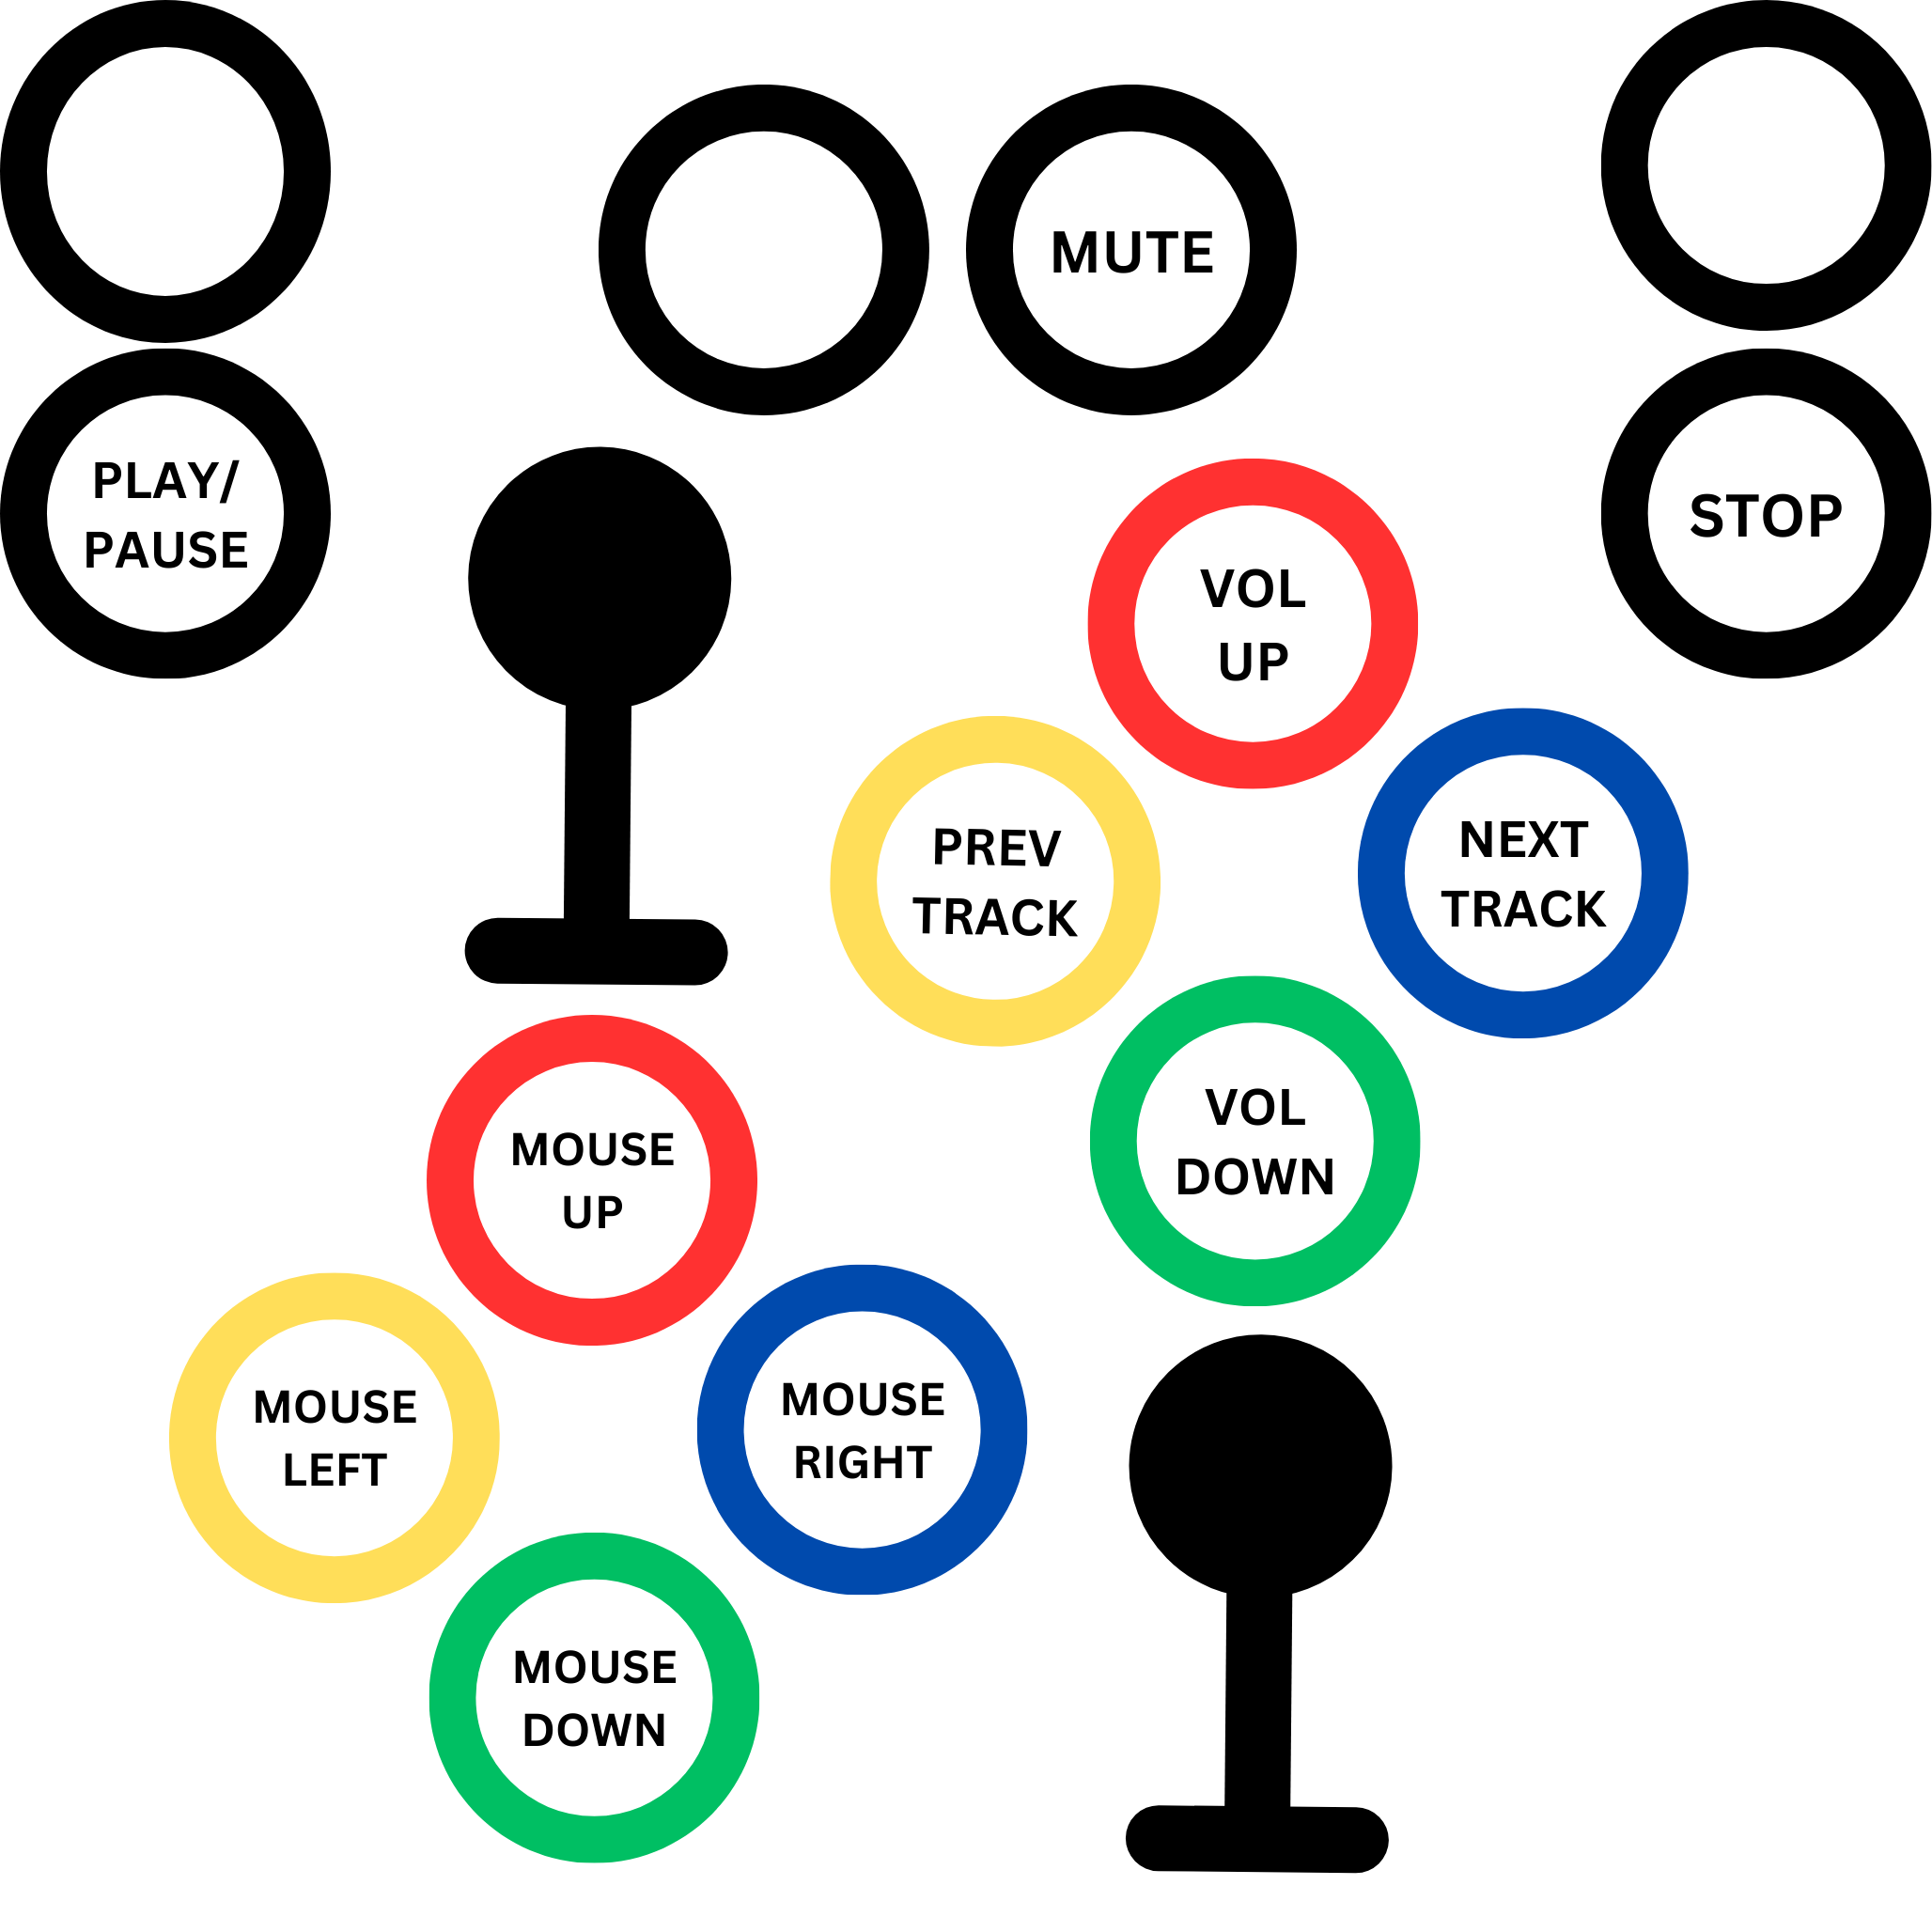 MUTE
PLAY/
PAUSE
STOP
VOL
UP
PREV
TRACK
NEXT
TRACK
VOL
DOWN
MOUSE
UP
MOUSE
LEFT
MOUSE
RIGHT
MOUSE
DOWN